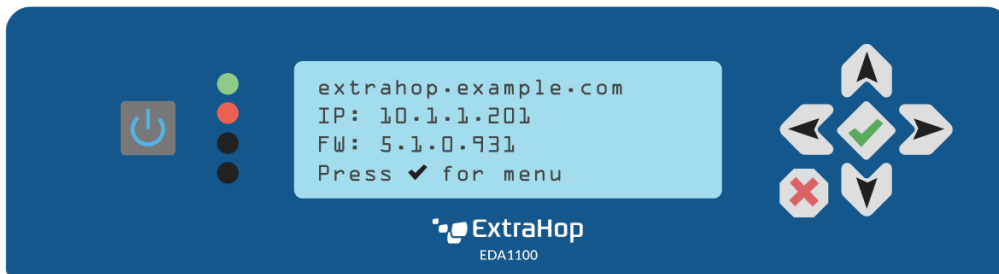 extrahop.example.com
IP: 10.1.1.201
FW: 5.1.0.931
Press ✔ for menu
ExtraHop
EDA1100